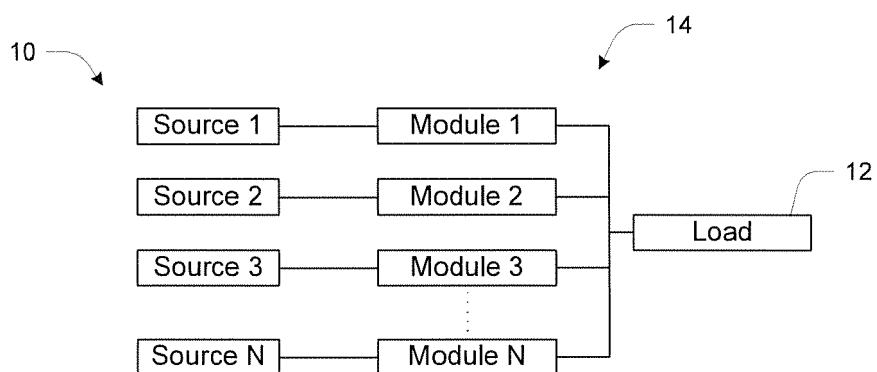 14
10
Source 1
Module 1
Source 2
Module 2
12
Load
Source 3
Module 3
Source N
Module N